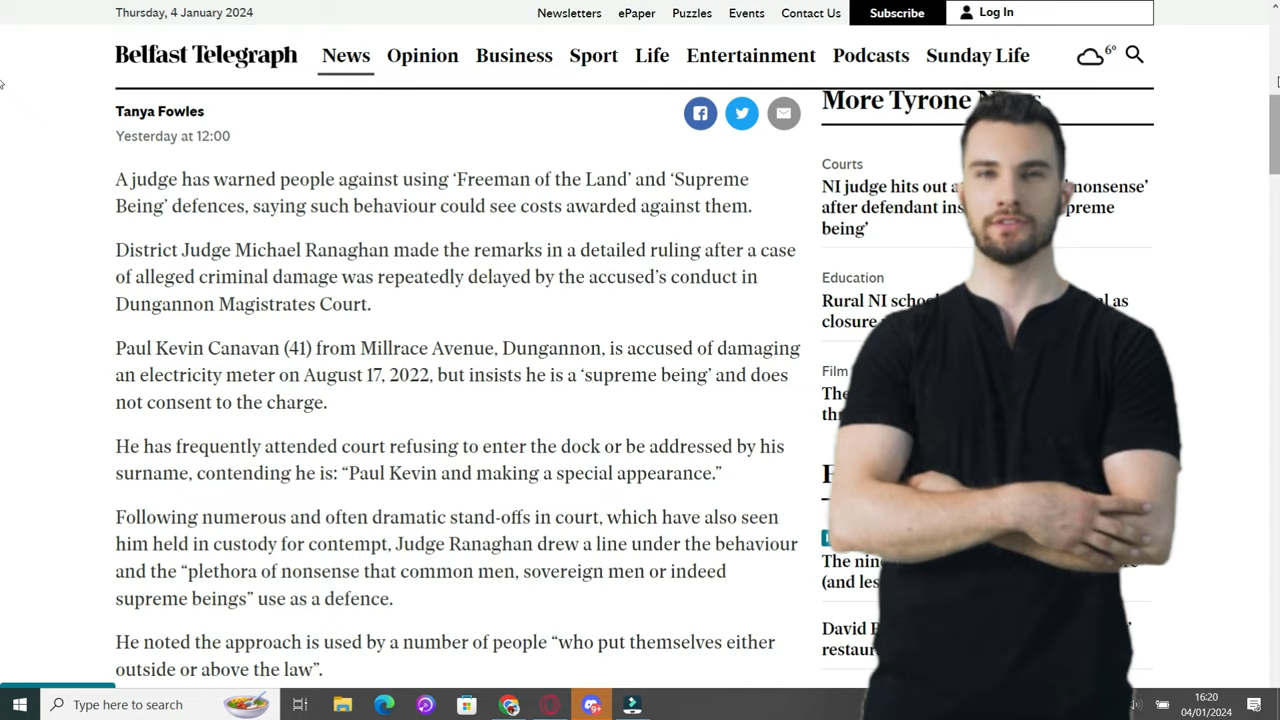 Thursday, 4 January 2024
Newsletters ePaper Puzzles Events Contact Us Subscribe Log In
Belfast Telegraph News Opinion Business Sport Life Entertainment Podcasts Sunday Life 6°
Tanya Fowles
Yesterday at 12:00
A judge has warned people against using ‘Freeman of the Land’ and ‘Supreme
Being’ defences, saying such behaviour could see costs awarded against them.
District Judge Michael Ranaghan made the remarks in a detailed ruling after a case
of alleged criminal damage was repeatedly delayed by the accused’s conduct in
Dungannon Magistrates Court.
Paul Kevin Canavan (41) from Millrace Avenue, Dungannon, is accused of damaging
an electricity meter on August 17, 2022, but insists he is a ‘supreme being’ and does
not consent to the charge.
He has frequently attended court refusing to enter the dock or be addressed by his
surname, contending he is: “Paul Kevin and making a special appearance.”
Following numerous and often dramatic stand-offs in court, which have also seen
him held in custody for contempt, Judge Ranaghan drew a line under the behaviour
and the “plethora of nonsense that common men, sovereign men or indeed
supreme beings” use as a defence.
He noted the approach is used by a number of people “who put themselves either
outside or above the law”.
More Tyrone
Courts
NI judge hits out nonsense’
after defendant
being’
Education
Rural NI as
closure
Film
The
David
Type here to search
16:20
04/01/2024